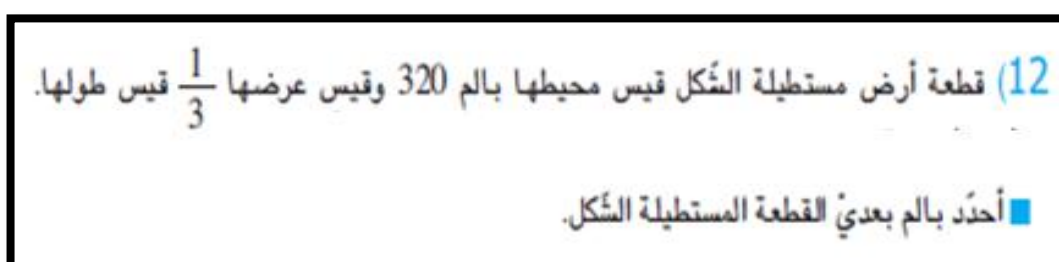 12) قطعة أرض مستطيلة الشّكل قيس محيطها بالم 320 وقيس عرضها 1/3 قيس طولها.
■ أحدّد بالم بعديْ القطعة المستطيلة الشّكل.